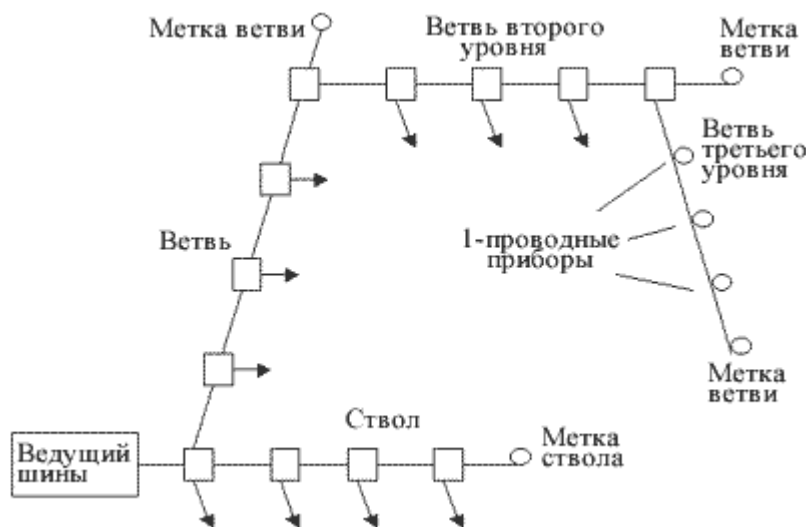 Метка ветви
Ветвь второго
уровня
Метка
ветви
Ветвь
третьего
уровня
Ветвь
1-проводные
приборы
Метка
ветви
Ствол
Ведущий
шины
Метка
ствола